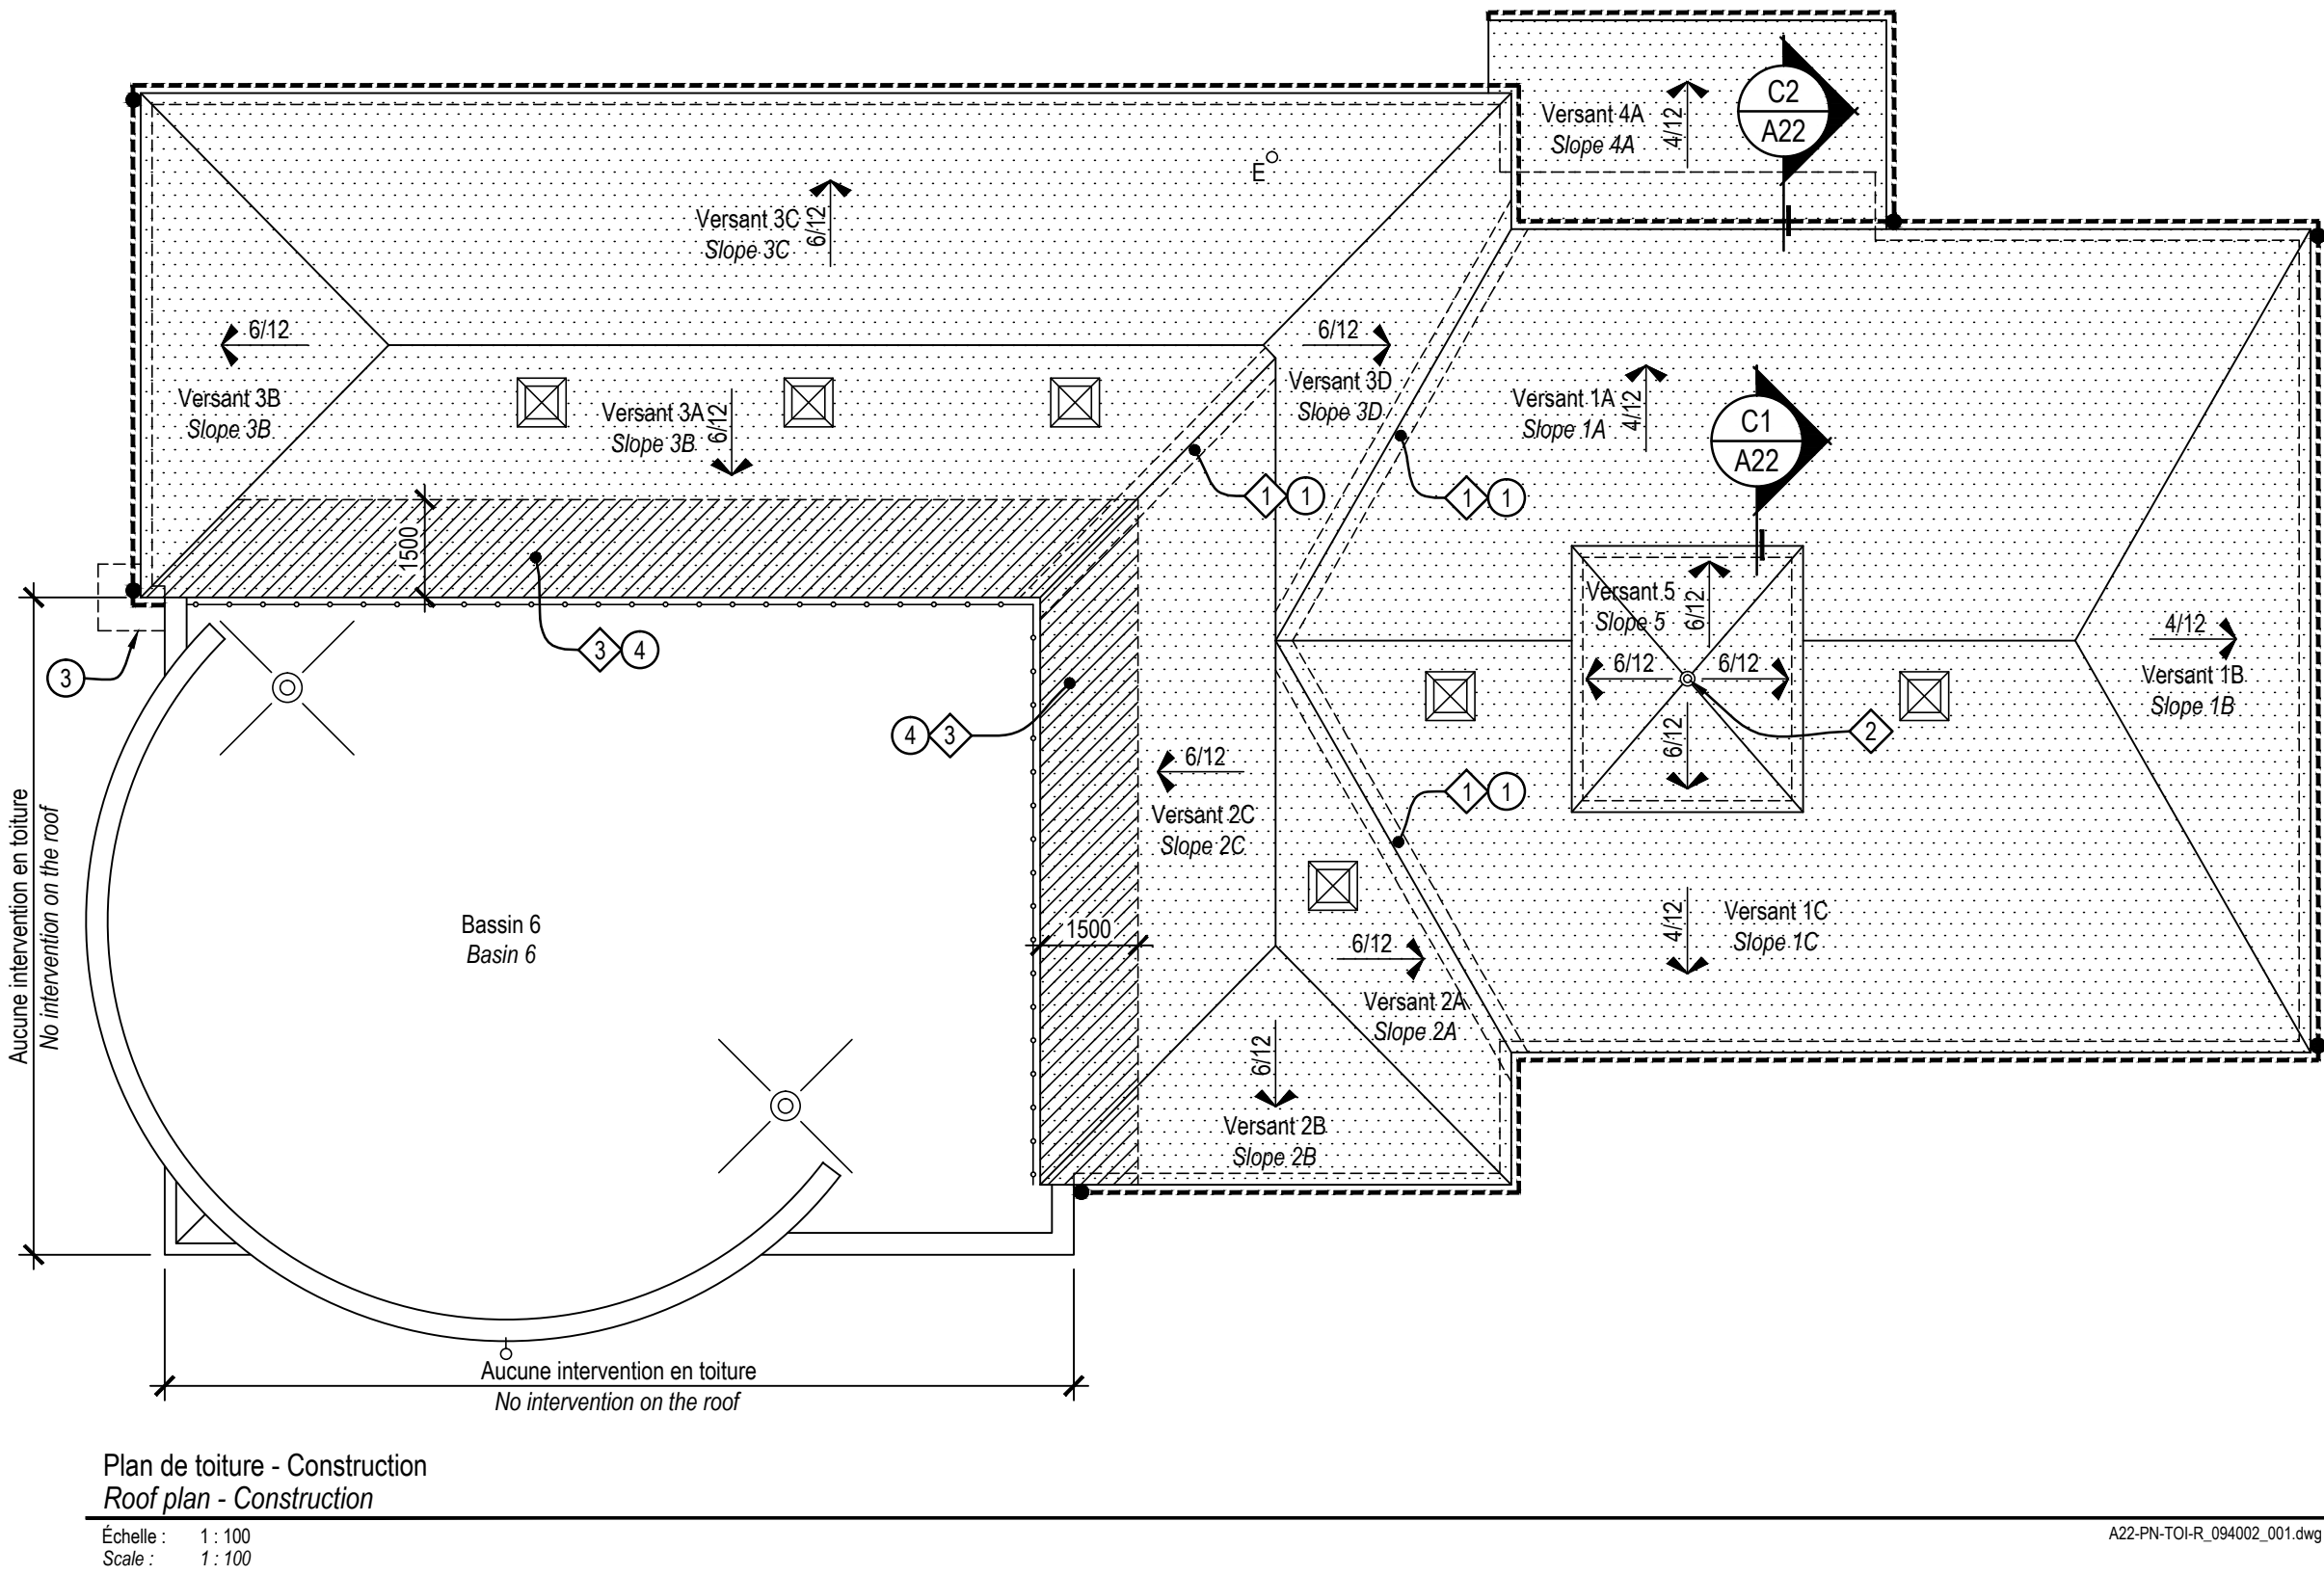 C2
A22
Versant 4A
Slope 4A
4/12
E
Versant 3C
Slope 3C
6/12
6/12
6/12
Versant 3B
Slope 3B
Versant 3A
Slope 3B
6/12
Versant 3D
Slope 3D
Versant 1A
Slope 1A
4/12
C1
A22
1
1
1
1
1500
Versant 5
Slope 5
6/12
6/12
6/12
6/12
3
3
4
4
3
2
4/12
Versant 1B
Slope 1B
6/12
Versant 2C
Slope 2C
1
1
Bassin 6
Basin 6
1500
6/12
4/12
Versant 1C
Slope 1C
Versant 2A
Slope 2A
6/12
Versant 2B
Slope 2B
Aucune intervention en toiture
No intervention on the roof
Aucune intervention en toiture
No intervention on the roof
Plan de toiture - Construction
Roof plan - Construction
Échelle : 1 : 100
Scale : 1 : 100
A22-PN-TOI-R_094002_001.dwg